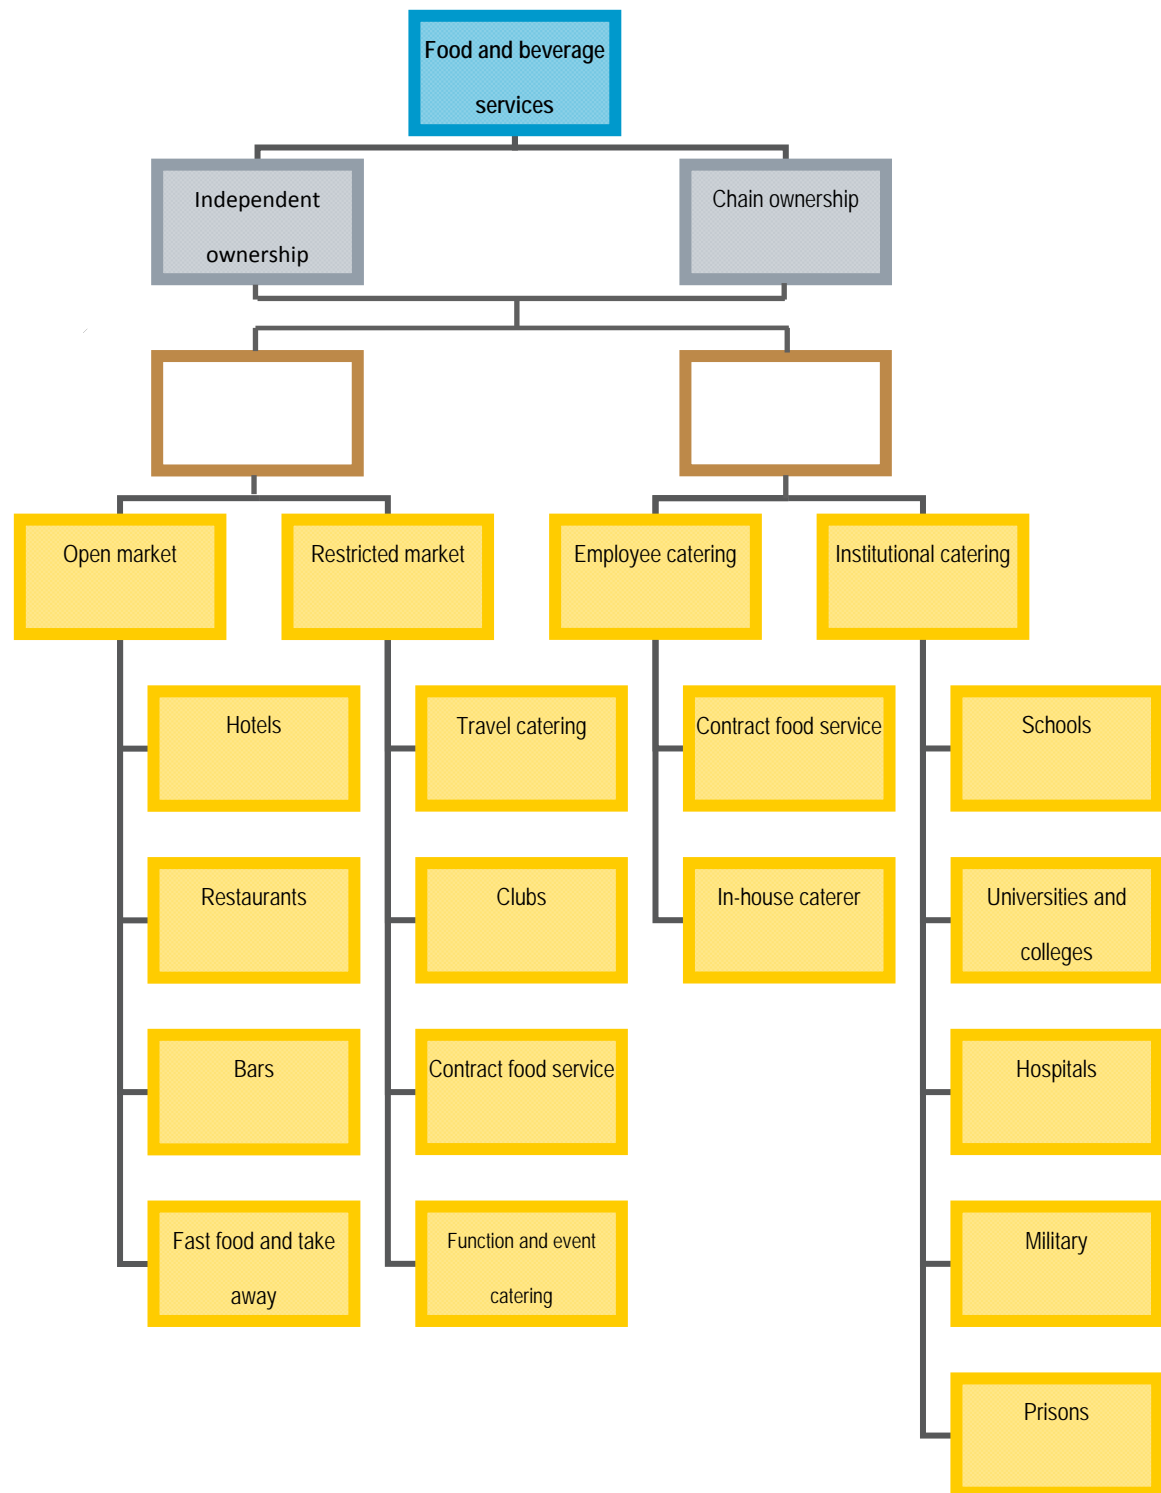 Food and beverage
services
Independent
ownership
Chain ownership
Open market
Restricted market
Employee catering
Institutional catering
Hotels
Travel catering
Contract food service
Schools
Restaurants
Clubs
In-house caterer
Universities and
colleges
Bars
Contract food service
Hospitals
Fast food and take
away
Function and event
catering
Military
Prisons